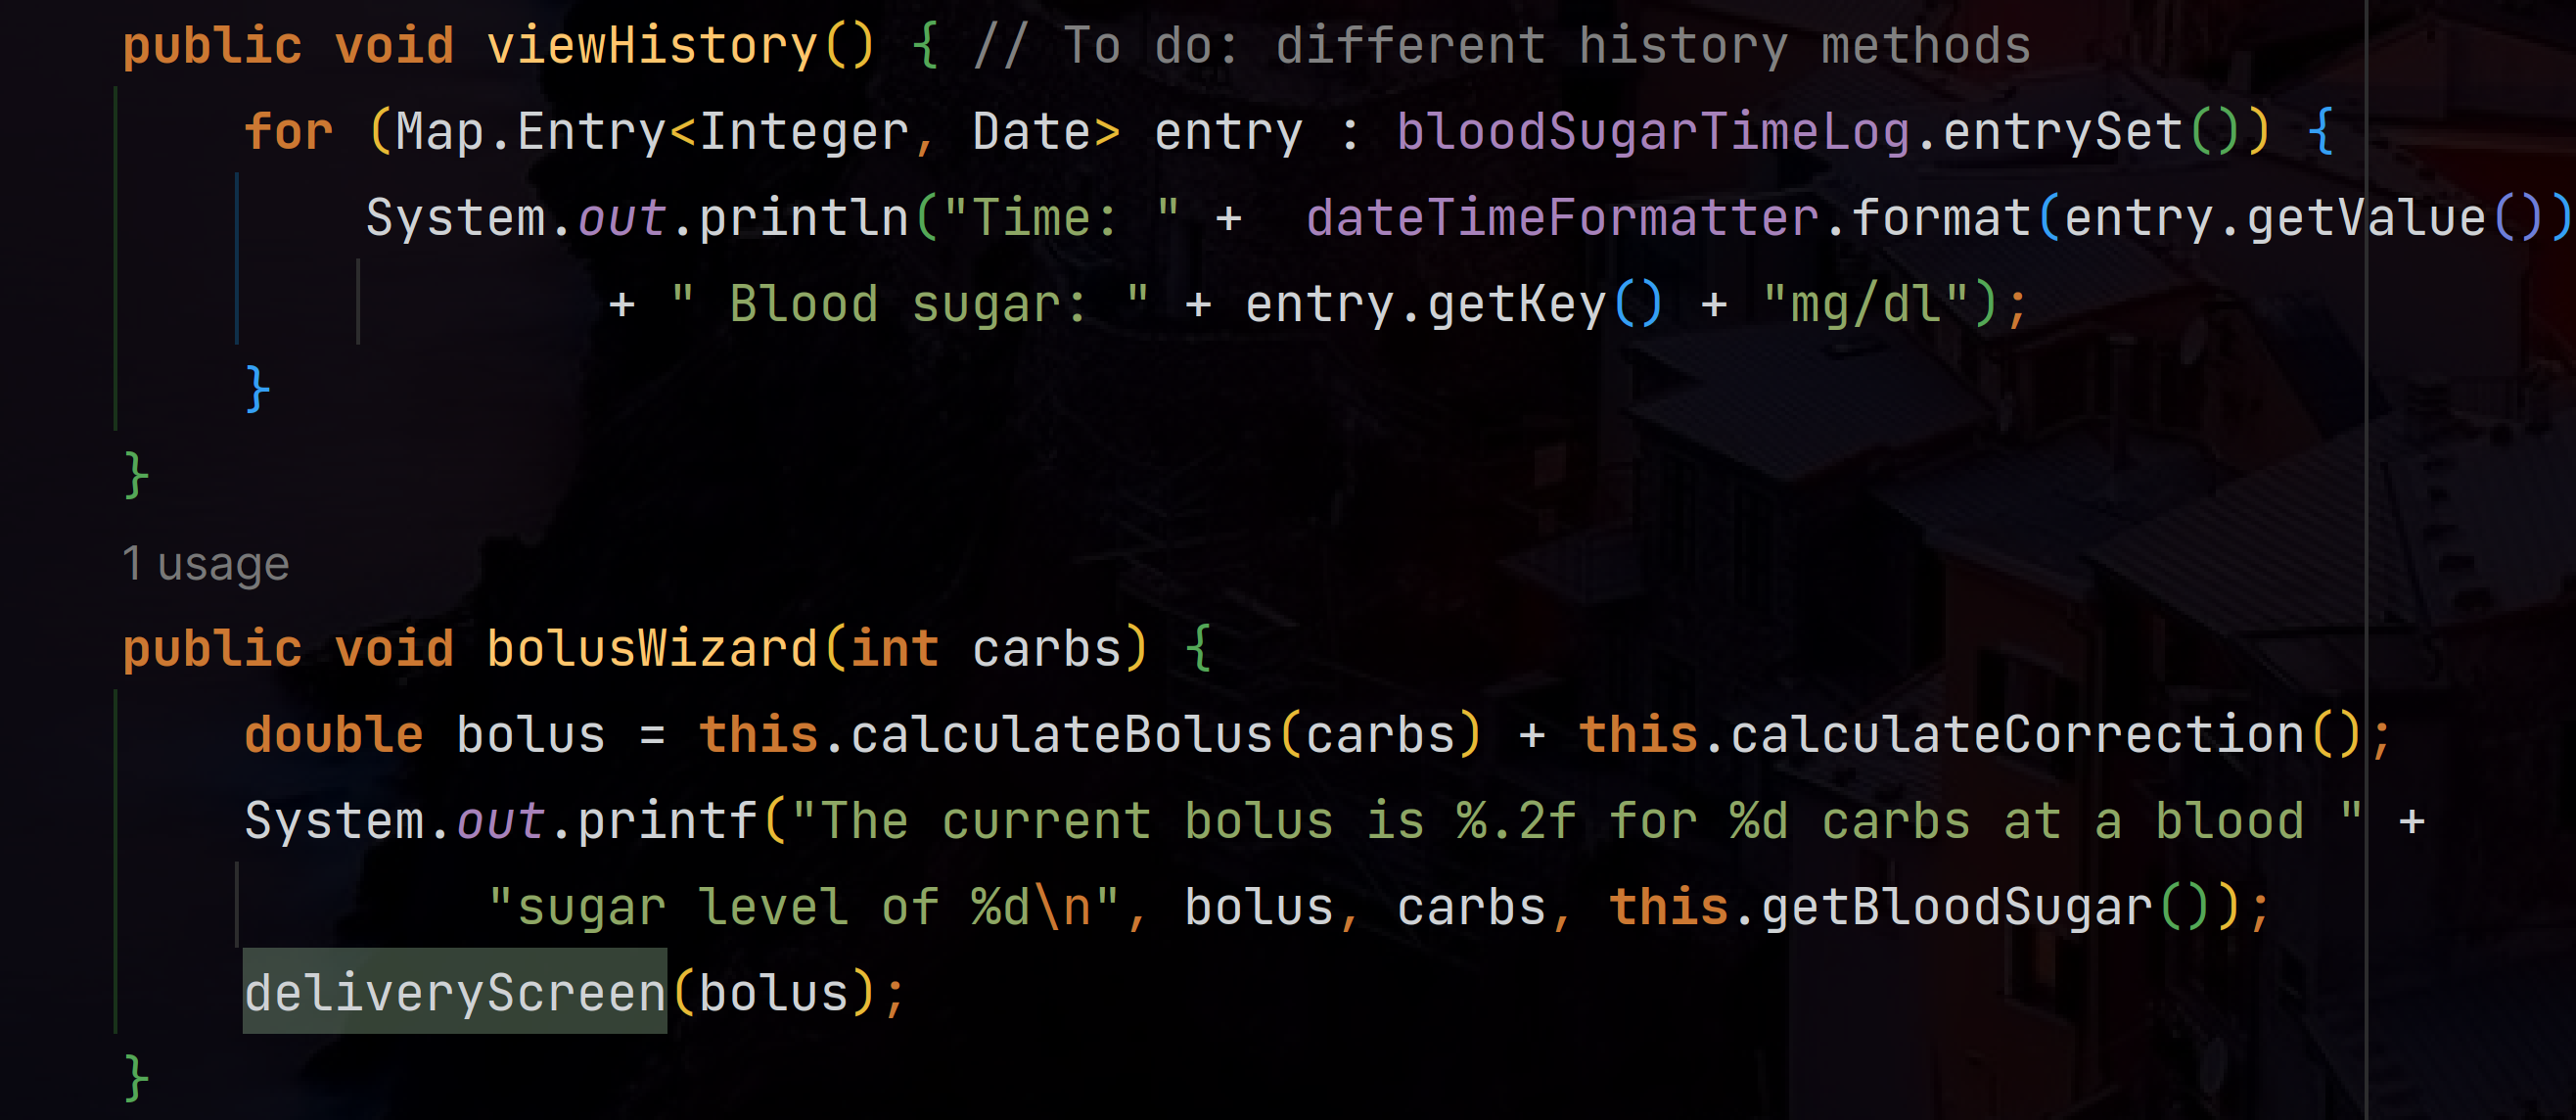 public void viewHistory() { // To do: different history methods
for (Map.Entry<Integer, Date> entry : bloodSugarTimeLog.entrySet()) {
System.out.println("Time: " +  dateTimeFormatter.format(entry.getValue())
+ " Blood sugar: " + entry.getKey() + "mg/dl");
}
}
1 usage
public void bolusWizard(int carbs) {
double bolus = this.calculateBolus(carbs) + this.calculateCorrection();
System.out.printf("The current bolus is %.2f for %d carbs at a blood " +
"sugar level of %d\n", bolus, carbs, this.getBloodSugar());
deliveryScreen(bolus);
}